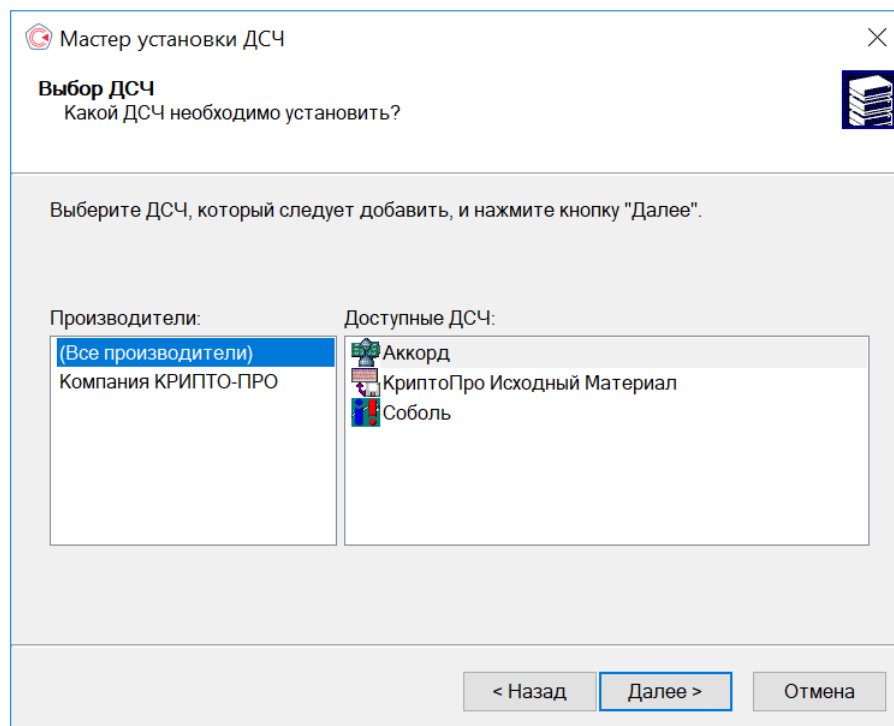 Мастер установки ДСЧ
Выбор ДСЧ
Какой ДСЧ необходимо установить?
Выберите ДСЧ, который следует добавить, и нажмите кнопку "Далее".
Производители:
(Все производители)
Компания КРИПТО-ПРО
Доступные ДСЧ:
Аккорд
КриптоПро Исходный Материал
Соболь
< Назад
Далее >
Отмена